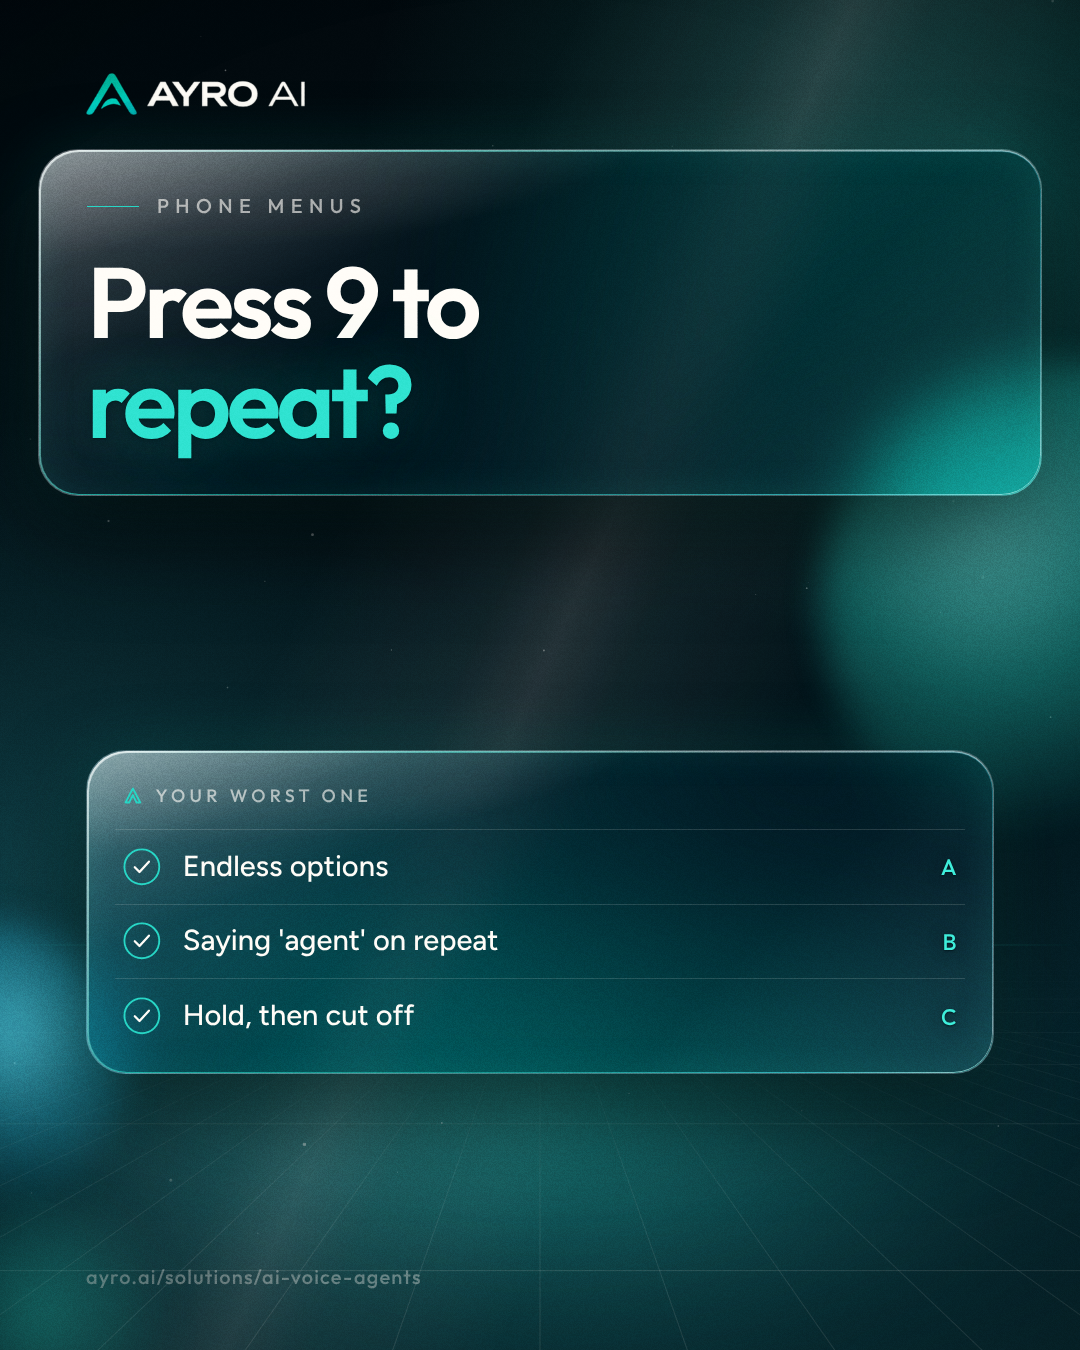 AYRO AI
PHONE MENUS
Press 9 to
repeat?
YOUR WORST ONE
Endless options A
Saying 'agent' on repeat B
Hold, then cut off C
ayro.ai/solutions/ai-voice-agents